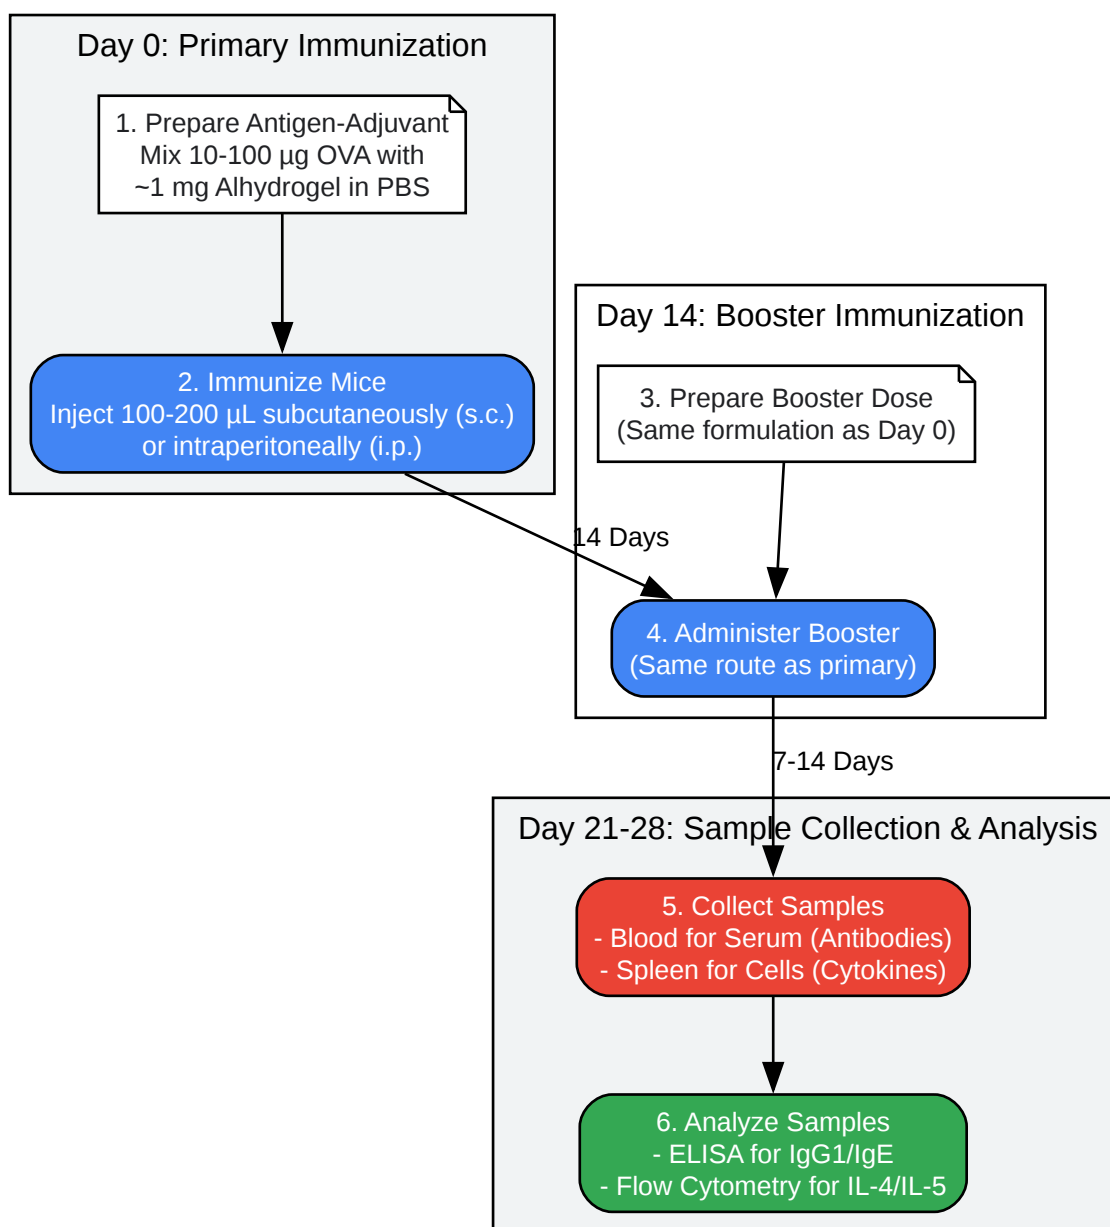 Day 0: Primary Immunization
1. Prepare Antigen-Adjuvant
Mix 10-100 µg OVA with
~1 mg Alhydrogel in PBS
2. Immunize Mice
Inject 100-200 µL subcutaneously (s.c.)
or intraperitoneally (i.p.)
14 Days
Day 14: Booster Immunization
3. Prepare Booster Dose
(Same formulation as Day 0)
4. Administer Booster
(Same route as primary)
7-14 Days
Day 21-28: Sample Collection & Analysis
5. Collect Samples
- Blood for Serum (Antibodies)
- Spleen for Cells (Cytokines)
6. Analyze Samples
- ELISA for IgG1/IgE
- Flow Cytometry for IL-4/IL-5